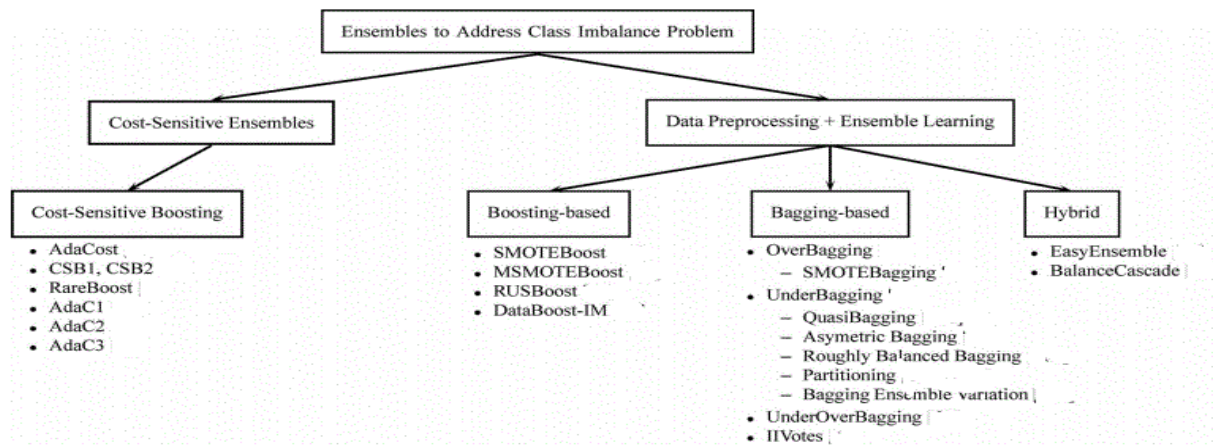 Ensembles to Address Class Imbalance Problem
Cost-Sensitive Ensembles
Data Preprocessing + Ensemble Learning
Cost-Sensitive Boosting
• AdaCost
• CSB1, CSB2
• RareBoost
• AdaC1
• AdaC2
• AdaC3
Boosting-based
• SMOTEBoost
• MSMOTEBoost
• RUSBoost
• DataBoost-IM
Bagging-based
• OverBagging
– SMOTEBagging
• UnderBagging
– QuasiBagging
– Asymetric Bagging
– Roughly Balanced Bagging
– Partitioning
– Bagging Ensemble Variation
• UnderOverBagging
• IIVotes
Hybrid
• EasyEnsemble
• BalanceCascade